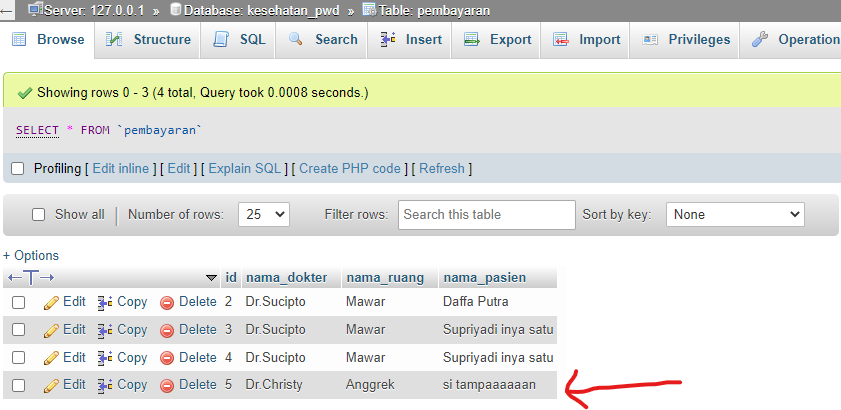 Server: 127.0.0.1 » Database: kesehatan_pwd » Table: pembayaran
Browse Structure SQL Search Insert Export Import Privileges Operation
Showing rows 0 - 3 (4 total, Query took 0.0008 seconds.)
SELECT * FROM `pembayaran`
Profiling [ Edit inline ] [ Edit ] [ Explain SQL ] [ Create PHP code ] [ Refresh ]
Show all Number of rows: 25 Filter rows: Search this table Sort by key: None
+ Options
id nama_dokter nama_ruang nama_pasien
Edit Copy Delete 2 Dr.Sucipto Mawar Daffa Putra
Edit Copy Delete 3 Dr.Sucipto Mawar Supriyadi inya satu
Edit Copy Delete 4 Dr.Sucipto Mawar Supriyadi inya satu
Edit Copy Delete 5 Dr.Christy Anggrek si tampaaaaaan